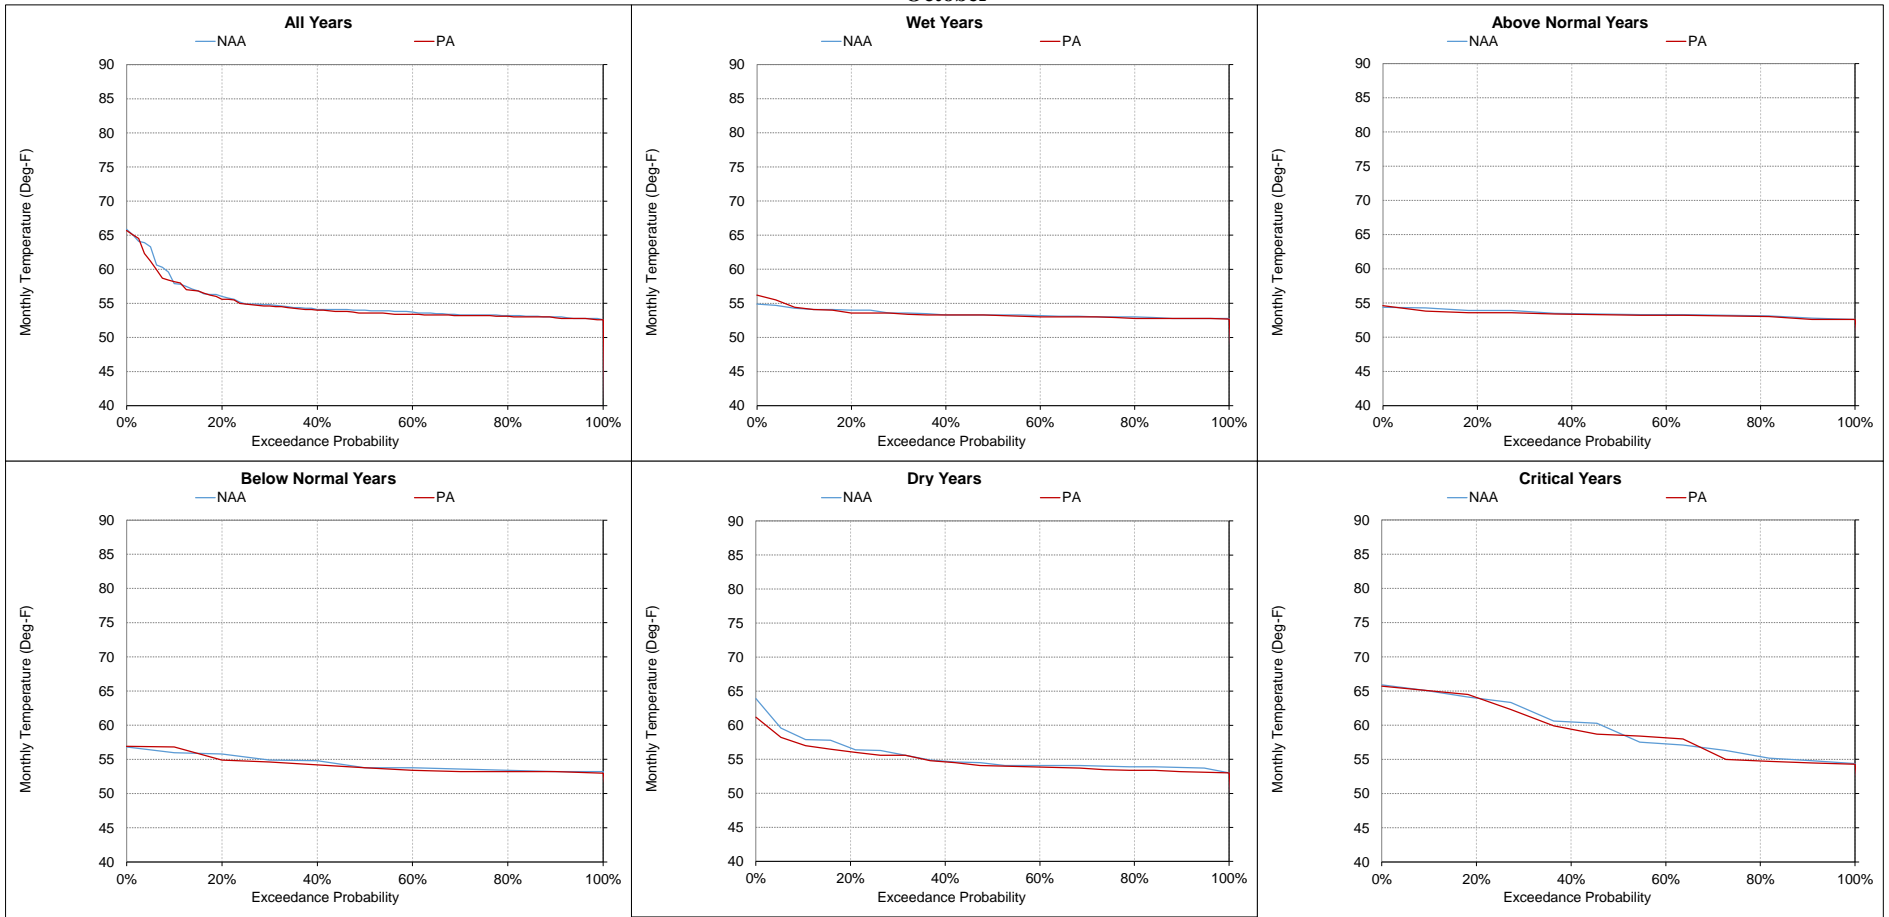 October
All Years
NAA PA
90
85
80
75
70
65
60
55
50
45
40
Monthly Temperature (Deg-F)
0% 20% 40% 60% 80% 100%
Exceedance Probability
Wet Years
NAA PA
90
85
80
75
70
65
60
55
50
45
40
Monthly Temperature (Deg-F)
0% 20% 40% 60% 80% 100%
Exceedance Probability
Above Normal Years
NAA PA
90
85
80
75
70
65
60
55
50
45
40
Monthly Temperature (Deg-F)
0% 20% 40% 60% 80% 100%
Exceedance Probability
Below Normal Years
NAA PA
90
85
80
75
70
65
60
55
50
45
40
Monthly Temperature (Deg-F)
0% 20% 40% 60% 80% 100%
Exceedance Probability
Dry Years
NAA PA
90
85
80
75
70
65
60
55
50
45
40
Monthly Temperature (Deg-F)
0% 20% 40% 60% 80% 100%
Exceedance Probability
Critical Years
NAA PA
90
85
80
75
70
65
60
55
50
45
40
Monthly Temperature (Deg-F)
0% 20% 40% 60% 80% 100%
Exceedance Probability